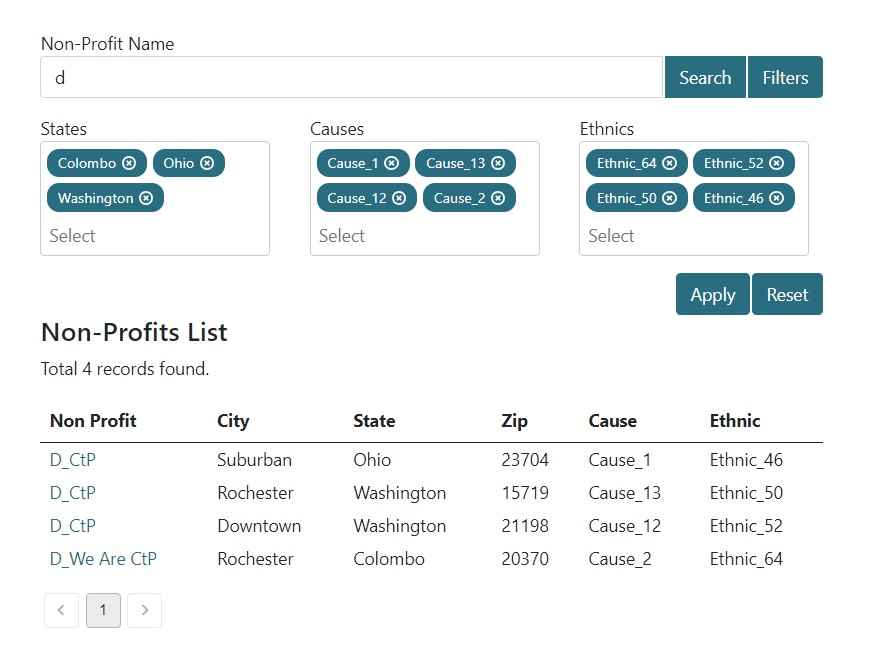 Non-Profit Name
d Search Filters
States Causes Ethnics
Colombo Ohio Cause_1 Cause_13 Ethnic_64 Ethnic_52
Washington Cause_12 Cause_2 Ethnic_50 Ethnic_46
Select Select Select
Apply Reset
Non-Profits List
Total 4 records found.
Non Profit City State Zip Cause Ethnic
D_CtP Suburban Ohio 23704 Cause_1 Ethnic_46
D_CtP Rochester Washington 15719 Cause_13 Ethnic_50
D_CtP Downtown Washington 21198 Cause_12 Ethnic_52
D_We Are CtP Rochester Colombo 20370 Cause_2 Ethnic_64
1